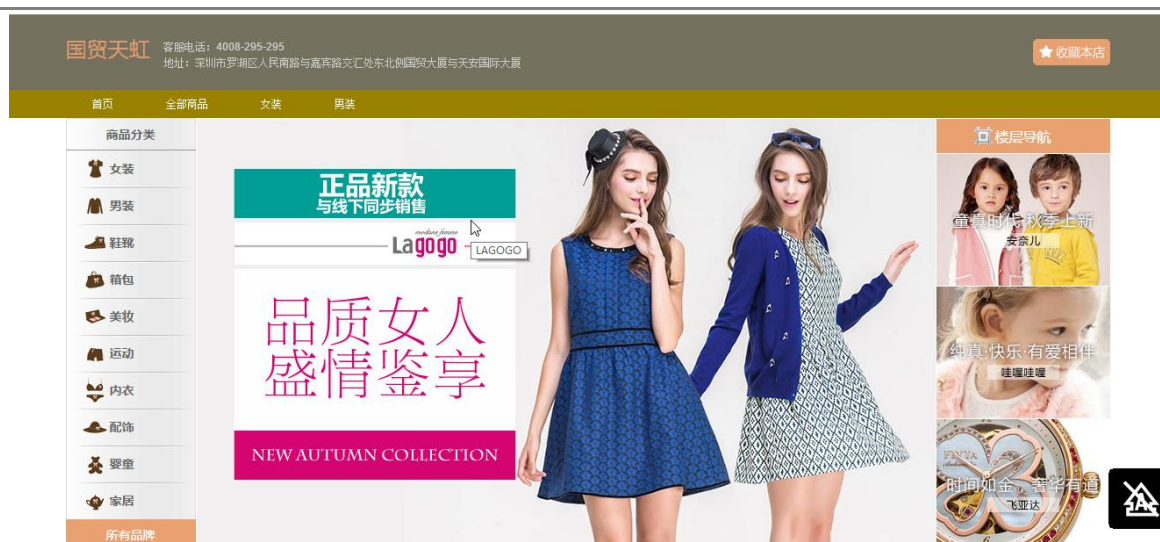 国贸天虹
客服电话：4008-295-295
地址：深圳市罗湖区人民南路与嘉宾路交汇处东北侧国贸大厦与天安国际大厦
收藏本店
首页 全部商品 女装 男装
商品分类
女装
男装
鞋靴
箱包
美妆
运动
内衣
配饰
婴童
家居
所有品牌
正品新款
与线下同步销售
modern femme
Lagogo
LAGOGO
品质女人
盛情鉴享
NEW AUTUMN COLLECTION
楼层导航
童真时代·秋季上新
安奈儿
纯真·快乐·有爱相伴
哇喔哇喔
FIYTA
时间如金，奢华有道
飞亚达